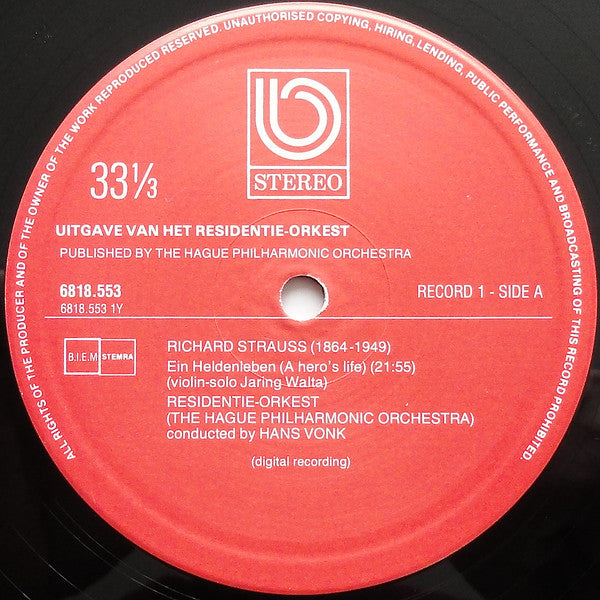 ALL RIGHTS OF THE PRODUCER AND OF THE OWNER OF THE WORK REPRODUCED RESERVED. UNAUTHORISED COPYING, HIRING, LENDING, PUBLIC PERFORMANCE AND BROADCASTING OF THIS RECORD PROHIBITED.
b
STEREO
33⅓
UITGAVE VAN HET RESIDENTIE-ORKEST
PUBLISHED BY THE HAGUE PHILHARMONIC ORCHESTRA
6818.553
RECORD 1 - SIDE A
6818.553 1Y
B.I.E.M STEMRA
RICHARD STRAUSS (1864-1949)
Ein Heldenleben (A hero's life) (21:55)
(violin-solo Jaring Walta)
RESIDENTIE-ORKEST
(THE HAGUE PHILHARMONIC ORCHESTRA)
conducted by HANS VONK
(digital recording)